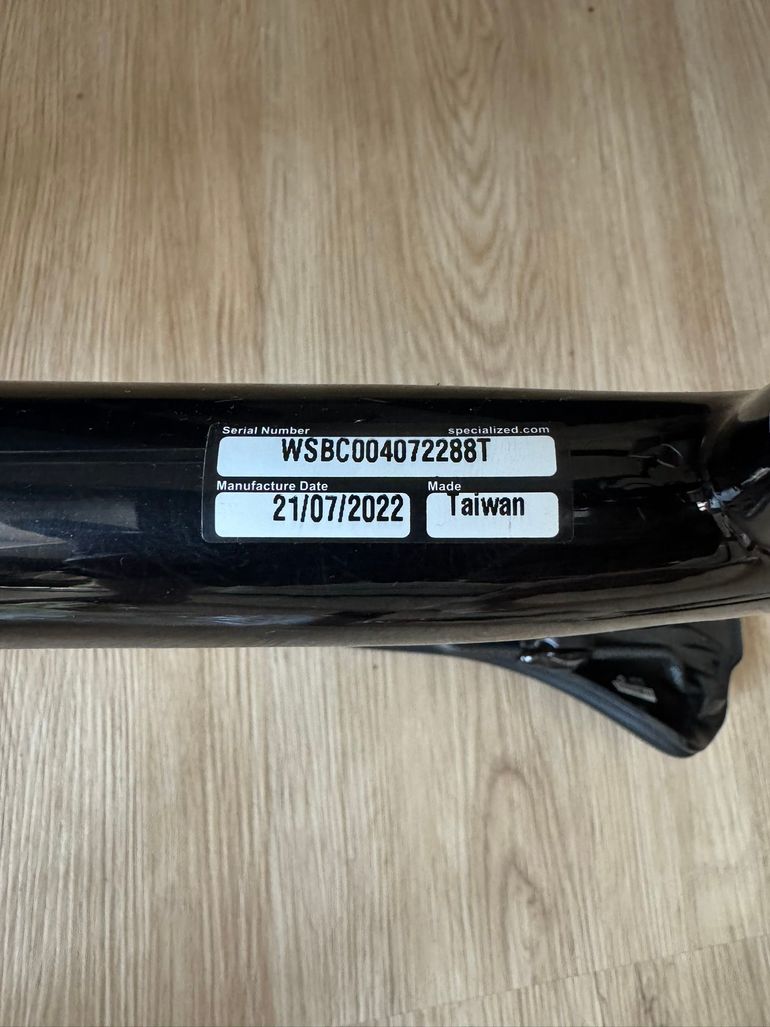 Serial Number specialized.com
WSBC004072288T
Manufacture Date Made
21/07/2022 Taiwan